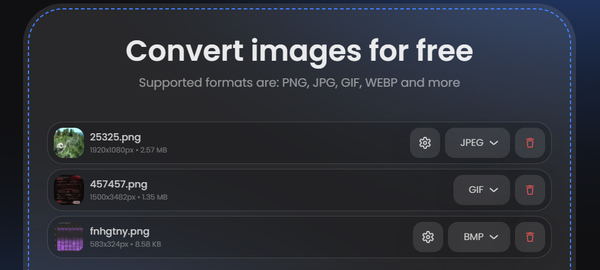 Convert images for free
Supported formats are: PNG, JPG, GIF, WEBP and more
25325.png
1920x1080px • 2.57 MB
JPEG
457457.png
1500x3482px • 1.35 MB
GIF
fnhgtny.png
583x324px • 8.58 KB
BMP